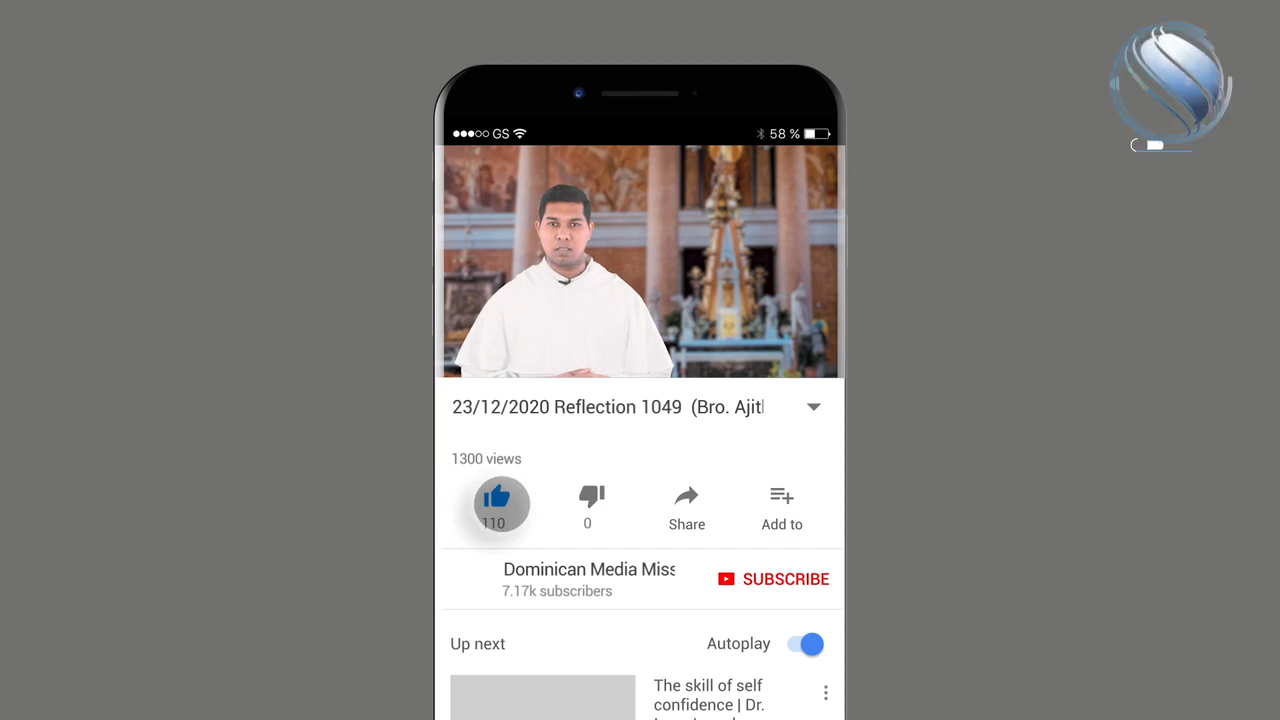 GS
58 %
23/12/2020 Reflection 1049 (Bro. Ajit
1300 views
110
0
Share
Add to
Dominican Media Miss
7.17k subscribers
SUBSCRIBE
Up next
Autoplay
The skill of self
confidence | Dr.